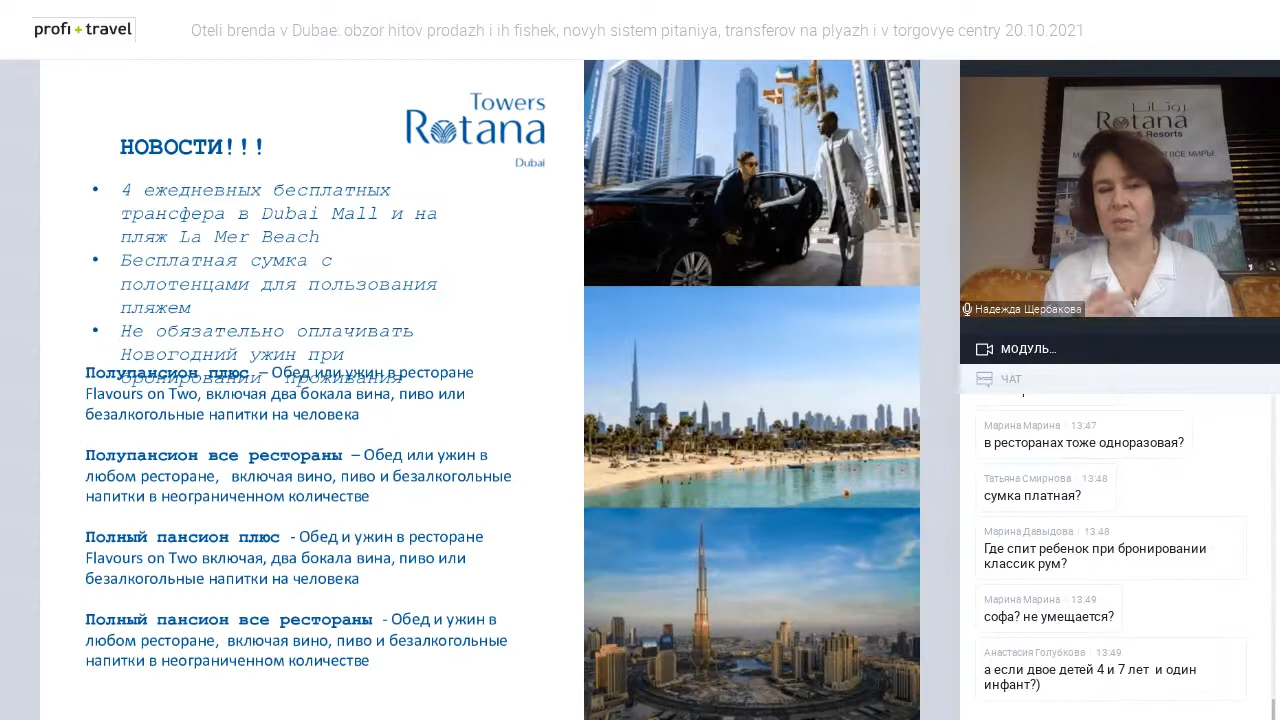 profi + travel
Oteli brenda v Dubae: obzor hitov prodazh i ih fishek, novyh sistem pitaniya, transferov na plyazh i v torgovye centry 20.10.2021
Towers
Rotana
Dubai
НОВОСТИ!!!
• 4 ежедневных бесплатных
трансфера в Dubai Mall и на
пляж La Mer Beach
• Бесплатная сумка с
полотенцами для пользования
пляжем
• Не обязательно оплачивать
Новогодний ужин при
бронировании проживания
Полупансион плюс – Обед или ужин в ресторане
Flavours on Two, включая два бокала вина, пиво или
безалкогольные напитки на человека
Полупансион все рестораны – Обед или ужин в
любом ресторане, включая вино, пиво и безалкогольные
напитки в неограниченном количестве
Полный пансион плюс - Обед и ужин в ресторане
Flavours on Two включая, два бокала вина, пиво или
безалкогольные напитки на человека
Полный пансион все рестораны - Обед и ужин в
любом ресторане, включая вино, пиво и безалкогольные
напитки в неограниченном количестве
روتانا
Rotana
& Resorts
ВСЕ МИРЫ
Надежда Щербакова
МОДУЛЬ...
ЧАТ
Марина Марина 13:47
в ресторанах тоже одноразовая?
Татьяна Смирнова 13:48
сумка платная?
Марина Давыдова 13:48
Где спит ребенок при бронировании
классик рум?
Марина Марина 13:49
софа? не умещается?
Анастасия Голубкова 13:49
а если двое детей 4 и 7 лет и один
инфант?)